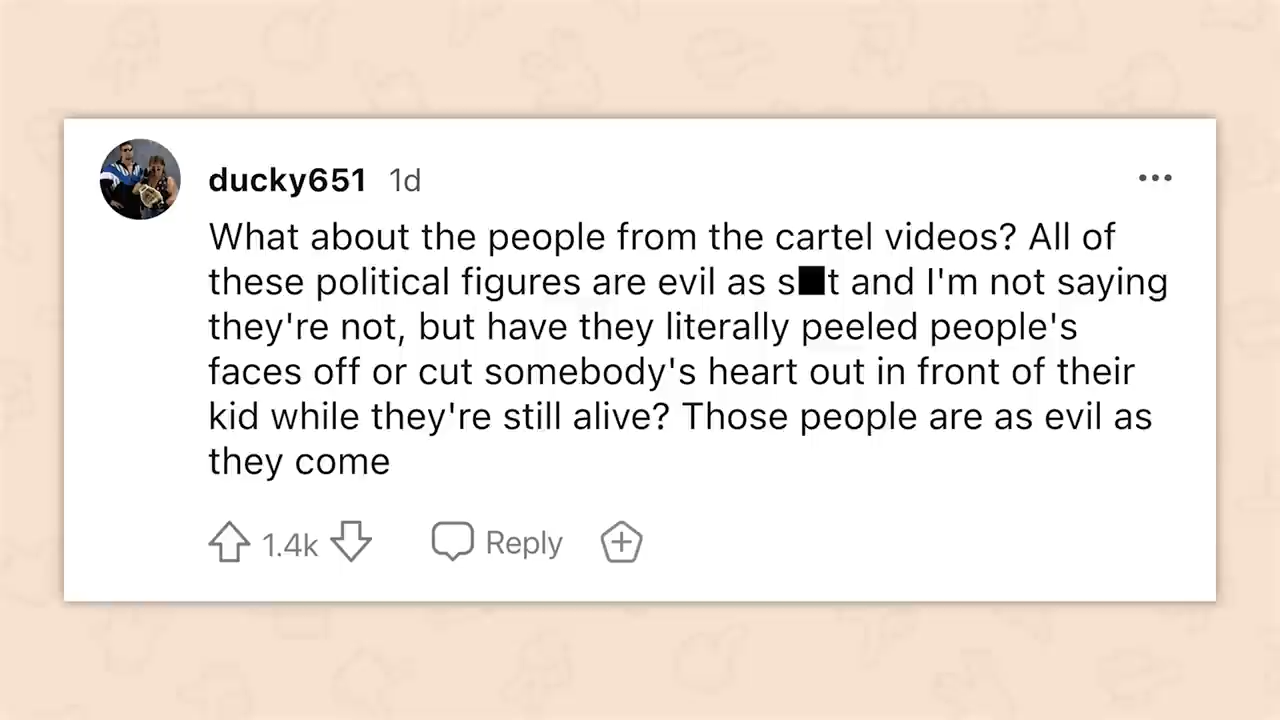 ducky651 1d
What about the people from the cartel videos? All of
these political figures are evil as s■t and I'm not saying
they're not, but have they literally peeled people's
faces off or cut somebody's heart out in front of their
kid while they're still alive? Those people are as evil as
they come
1.4k Reply